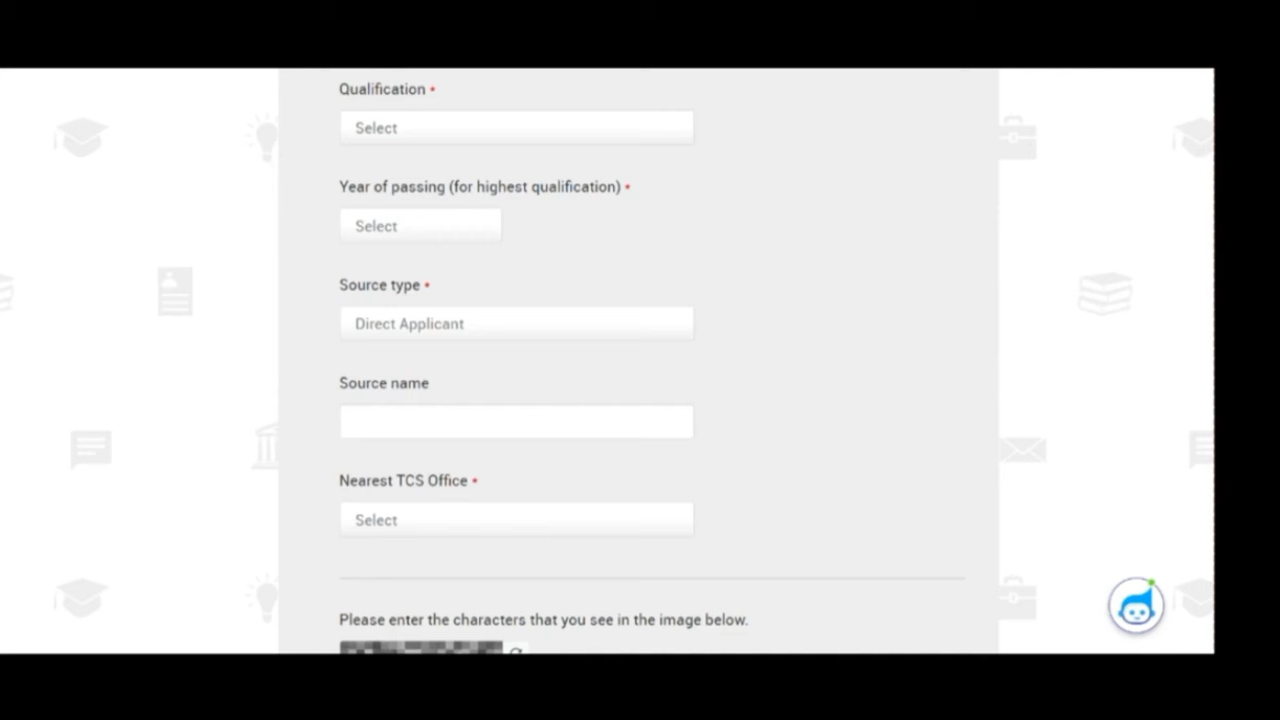 Qualification *
Select
Year of passing (for highest qualification) *
Select
Source type *
Direct Applicant
Source name
Nearest TCS Office *
Select
Please enter the characters that you see in the image below.